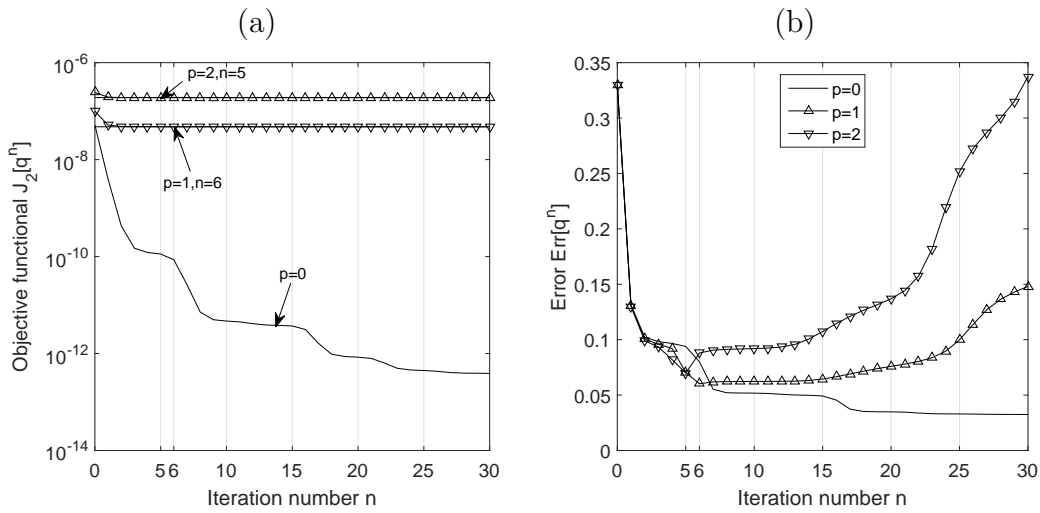 (a)
Objective functional J_2[q^n]
10^-6
10^-8
10^-10
10^-12
10^-14
p=2,n=5
p=1,n=6
p=0
0 5 6 10 15 20 25 30
Iteration number n
(b)
Error Err[q^n]
0.35
0.3
0.25
0.2
0.15
0.1
0.05
0
p=0
p=1
p=2
0 5 6 10 15 20 25 30
Iteration number n